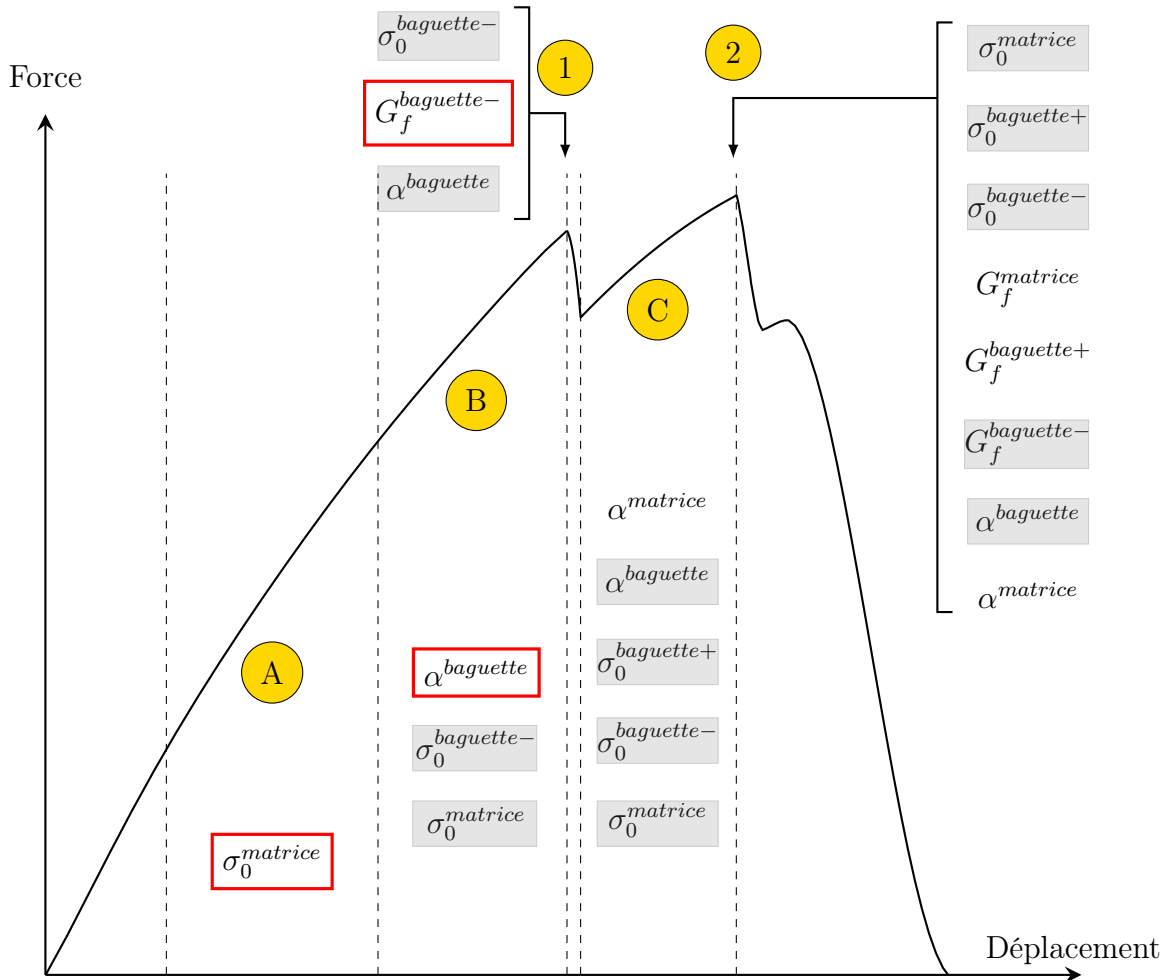 Force
σ_0^{baguette−}
G_f^{baguette−}
α^{baguette}
1
2
σ_0^{matrice}
σ_0^{baguette+}
σ_0^{baguette−}
G_f^{matrice}
G_f^{baguette+}
G_f^{baguette−}
α^{baguette}
α^{matrice}
A
B
C
σ_0^{matrice}
α^{baguette}
σ_0^{baguette−}
σ_0^{matrice}
α^{matrice}
α^{baguette}
σ_0^{baguette+}
σ_0^{baguette−}
σ_0^{matrice}
Déplacement